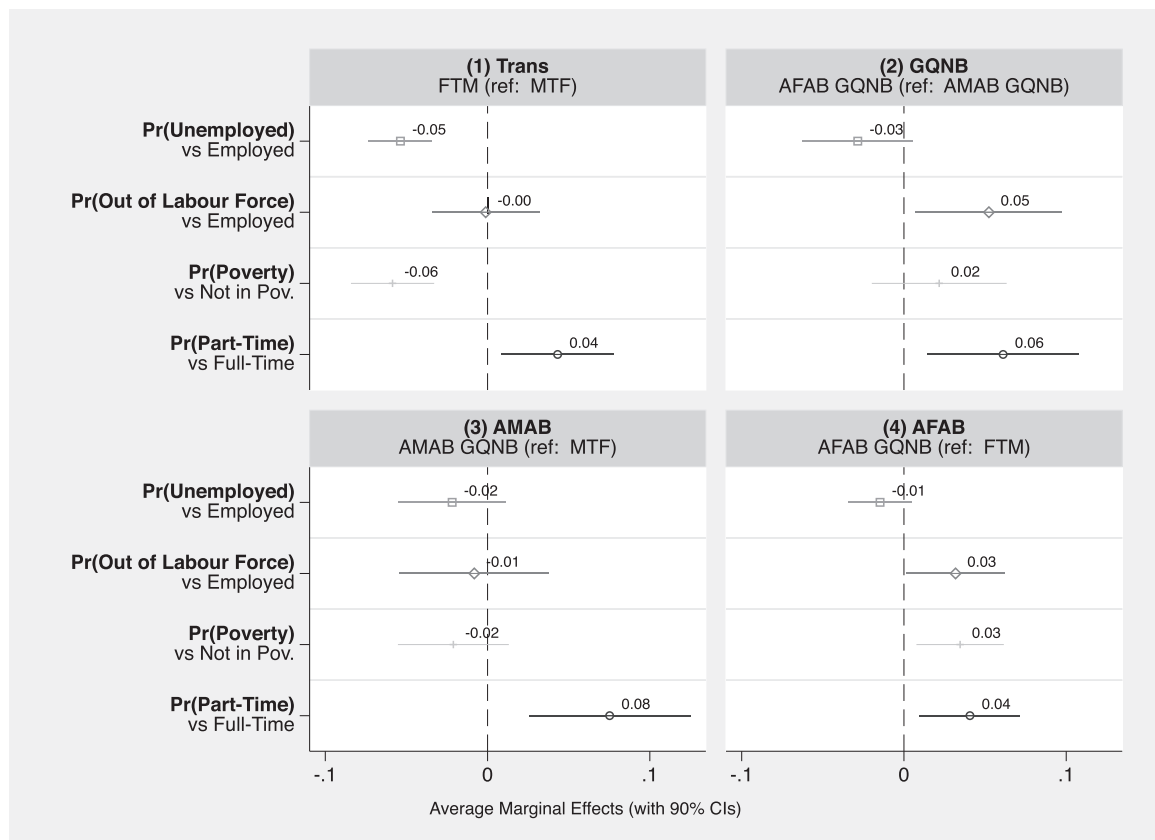 (1) Trans
FTM (ref: MTF)
(2) GQNB
AFAB GQNB (ref: AMAB GQNB)
Pr(Unemployed)
vs Employed
-0.05
-0.03
Pr(Out of Labour Force)
vs Employed
-0.00
0.05
Pr(Poverty)
vs Not in Pov.
-0.06
0.02
Pr(Part-Time)
vs Full-Time
0.04
0.06
(3) AMAB
AMAB GQNB (ref: MTF)
(4) AFAB
AFAB GQNB (ref: FTM)
Pr(Unemployed)
vs Employed
-0.02
-0.01
Pr(Out of Labour Force)
vs Employed
-0.01
0.03
Pr(Poverty)
vs Not in Pov.
-0.02
0.03
Pr(Part-Time)
vs Full-Time
0.08
0.04
-.1 0 .1
-.1 0 .1
Average Marginal Effects (with 90% CIs)